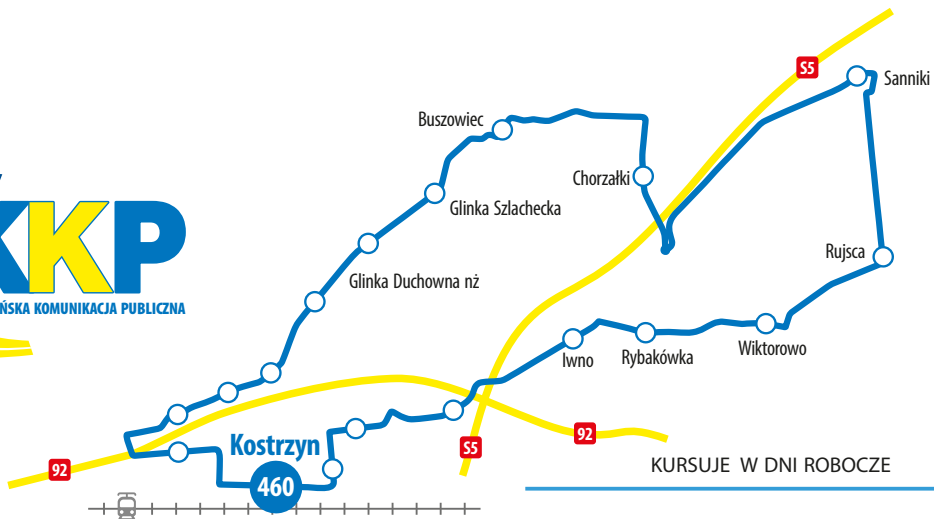 S5
Sanniki
Buszowiec
Chorzałki
Glinka Szlachecka
KKP
Rujsca
Glinka Duchowna nż
ŃSKA KOMUNIKACJA PUBLICZNA
Iwno
Rybakówka
Wiktorowo
Kostrzyn
S5
92
92
460
KURSUJE W DNI ROBOCZE